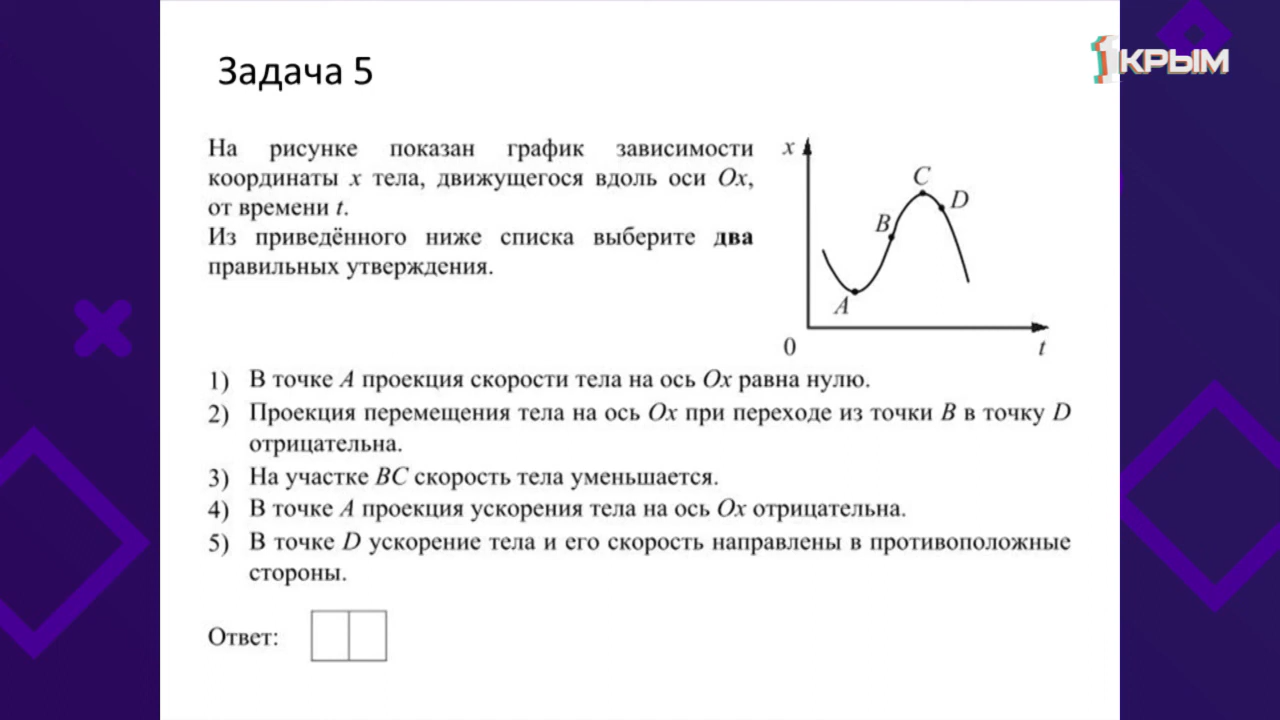 Задача 5
1КРЫМ
На рисунке показан график зависимости
координаты x тела, движущегося вдоль оси Ox,
от времени t.
Из приведённого ниже списка выберите два
правильных утверждения.
x
C
D
B
A
0
t
1) В точке A проекция скорости тела на ось Ox равна нулю.
2) Проекция перемещения тела на ось Ox при переходе из точки B в точку D
отрицательна.
3) На участке BC скорость тела уменьшается.
4) В точке A проекция ускорения тела на ось Ox отрицательна.
5) В точке D ускорение тела и его скорость направлены в противоположные
стороны.
Ответ: